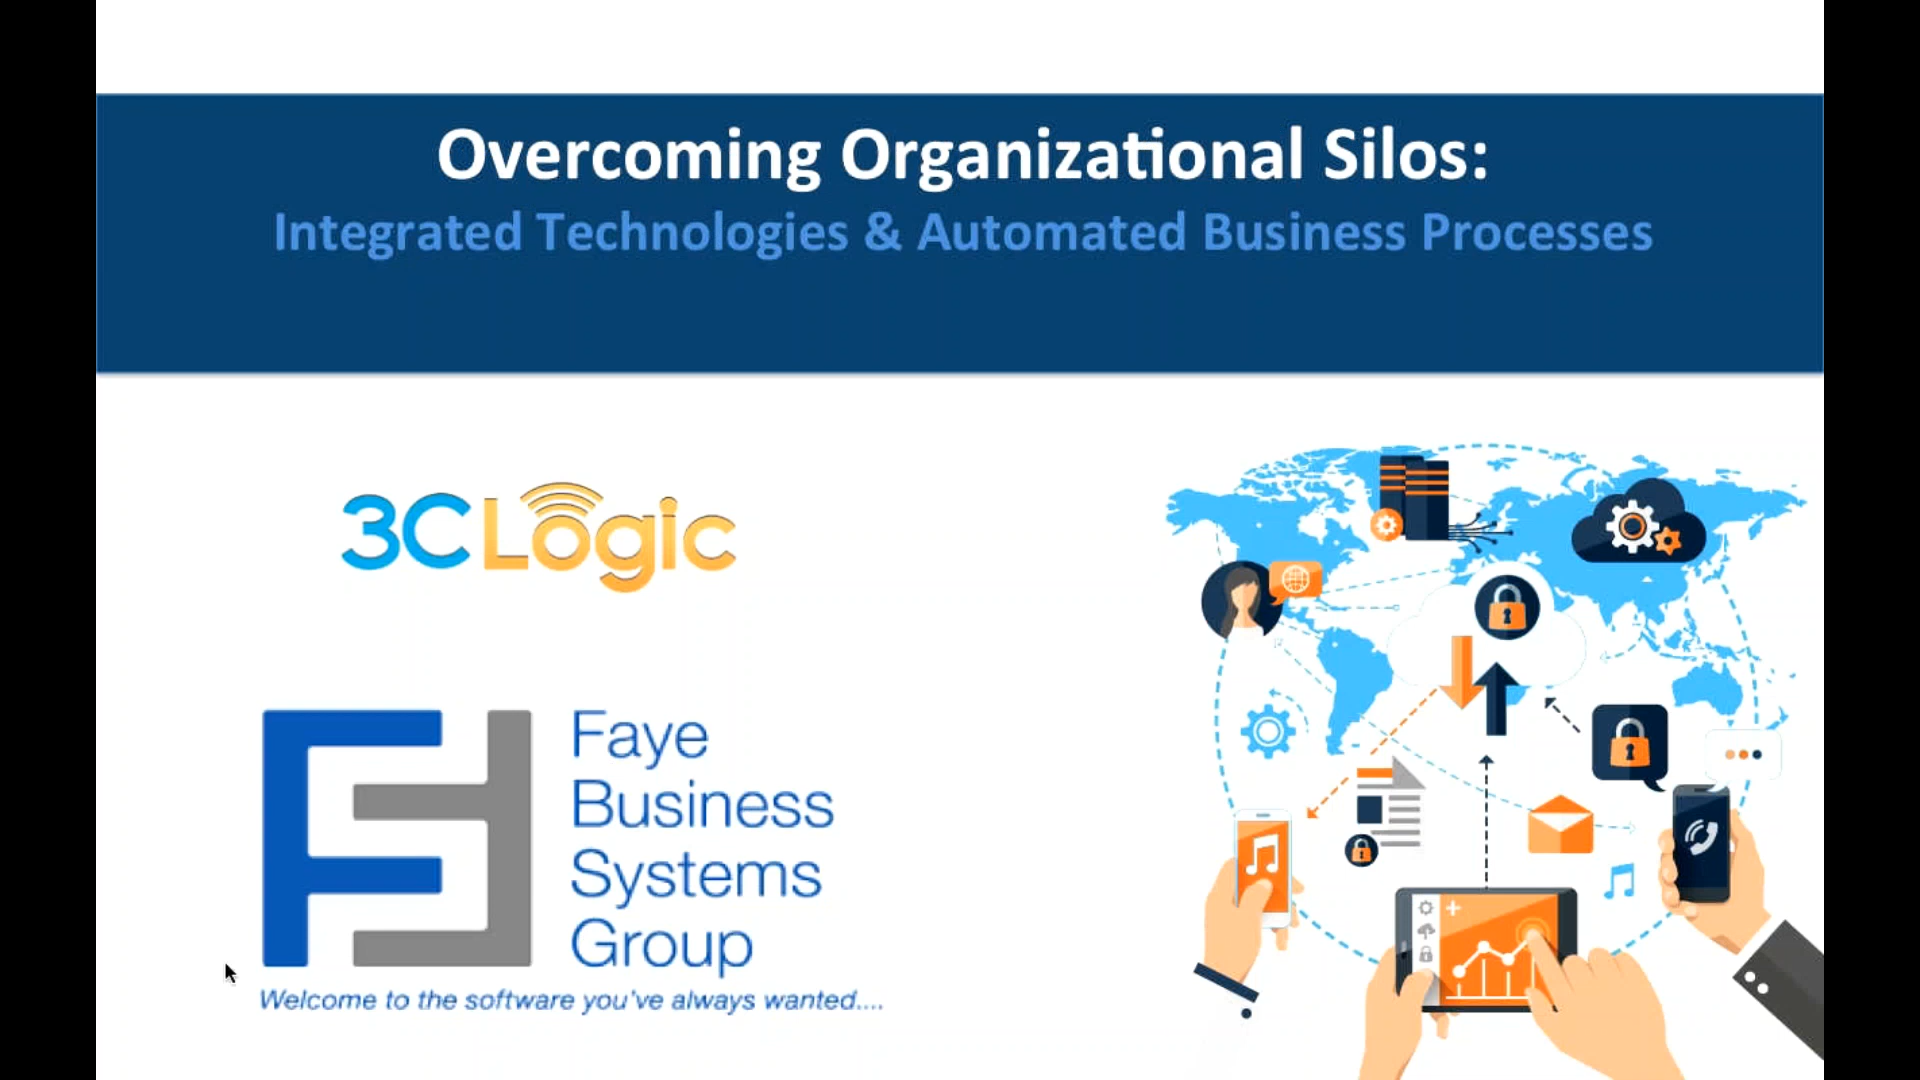 Overcoming Organizational Silos:
Integrated Technologies & Automated Business Processes
3CLogic
Faye
Business
Systems
Group
Welcome to the software you've always wanted....